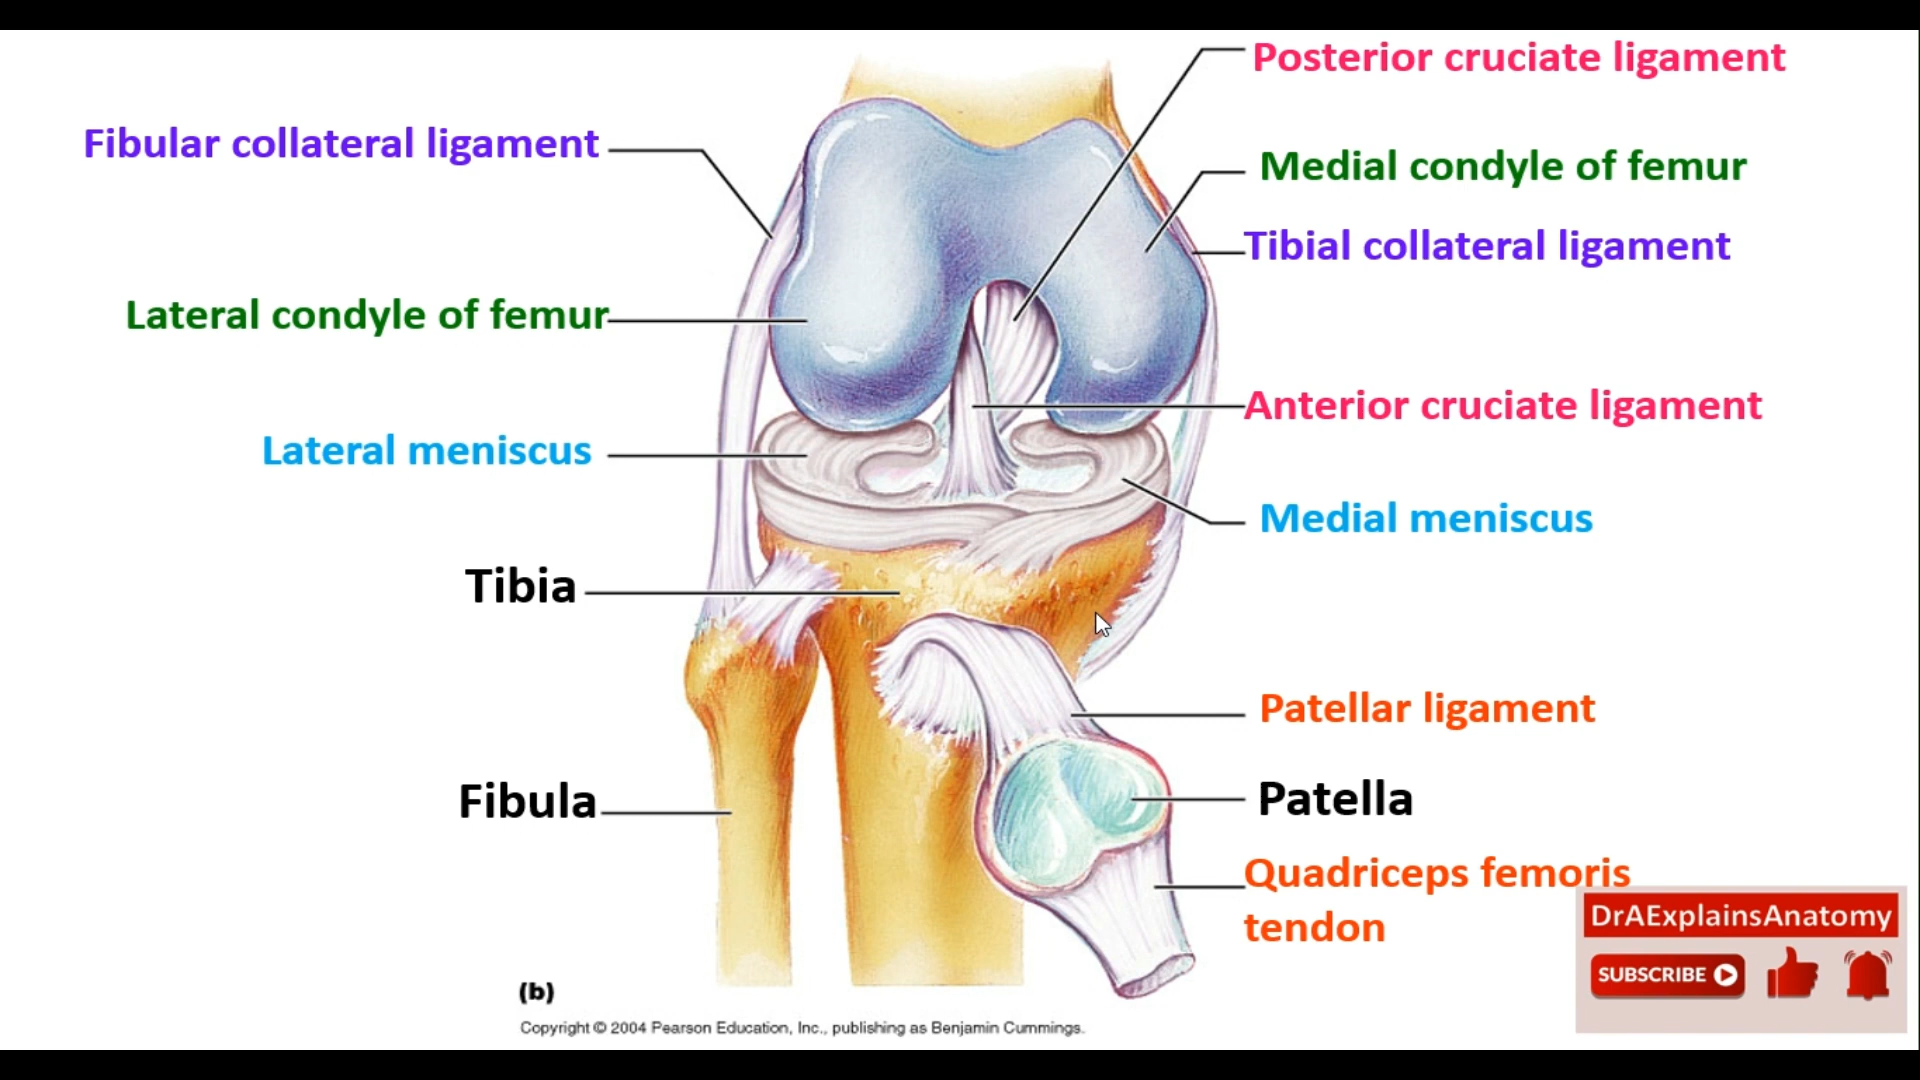 Posterior cruciate ligament
Fibular collateral ligament
Medial condyle of femur
Tibial collateral ligament
Lateral condyle of femur
Anterior cruciate ligament
Lateral meniscus
Medial meniscus
Tibia
Patellar ligament
Fibula
Patella
Quadriceps femoris
tendon
DrAExplainsAnatomy
SUBSCRIBE
(b)
Copyright © 2004 Pearson Education, Inc., publishing as Benjamin Cummings.